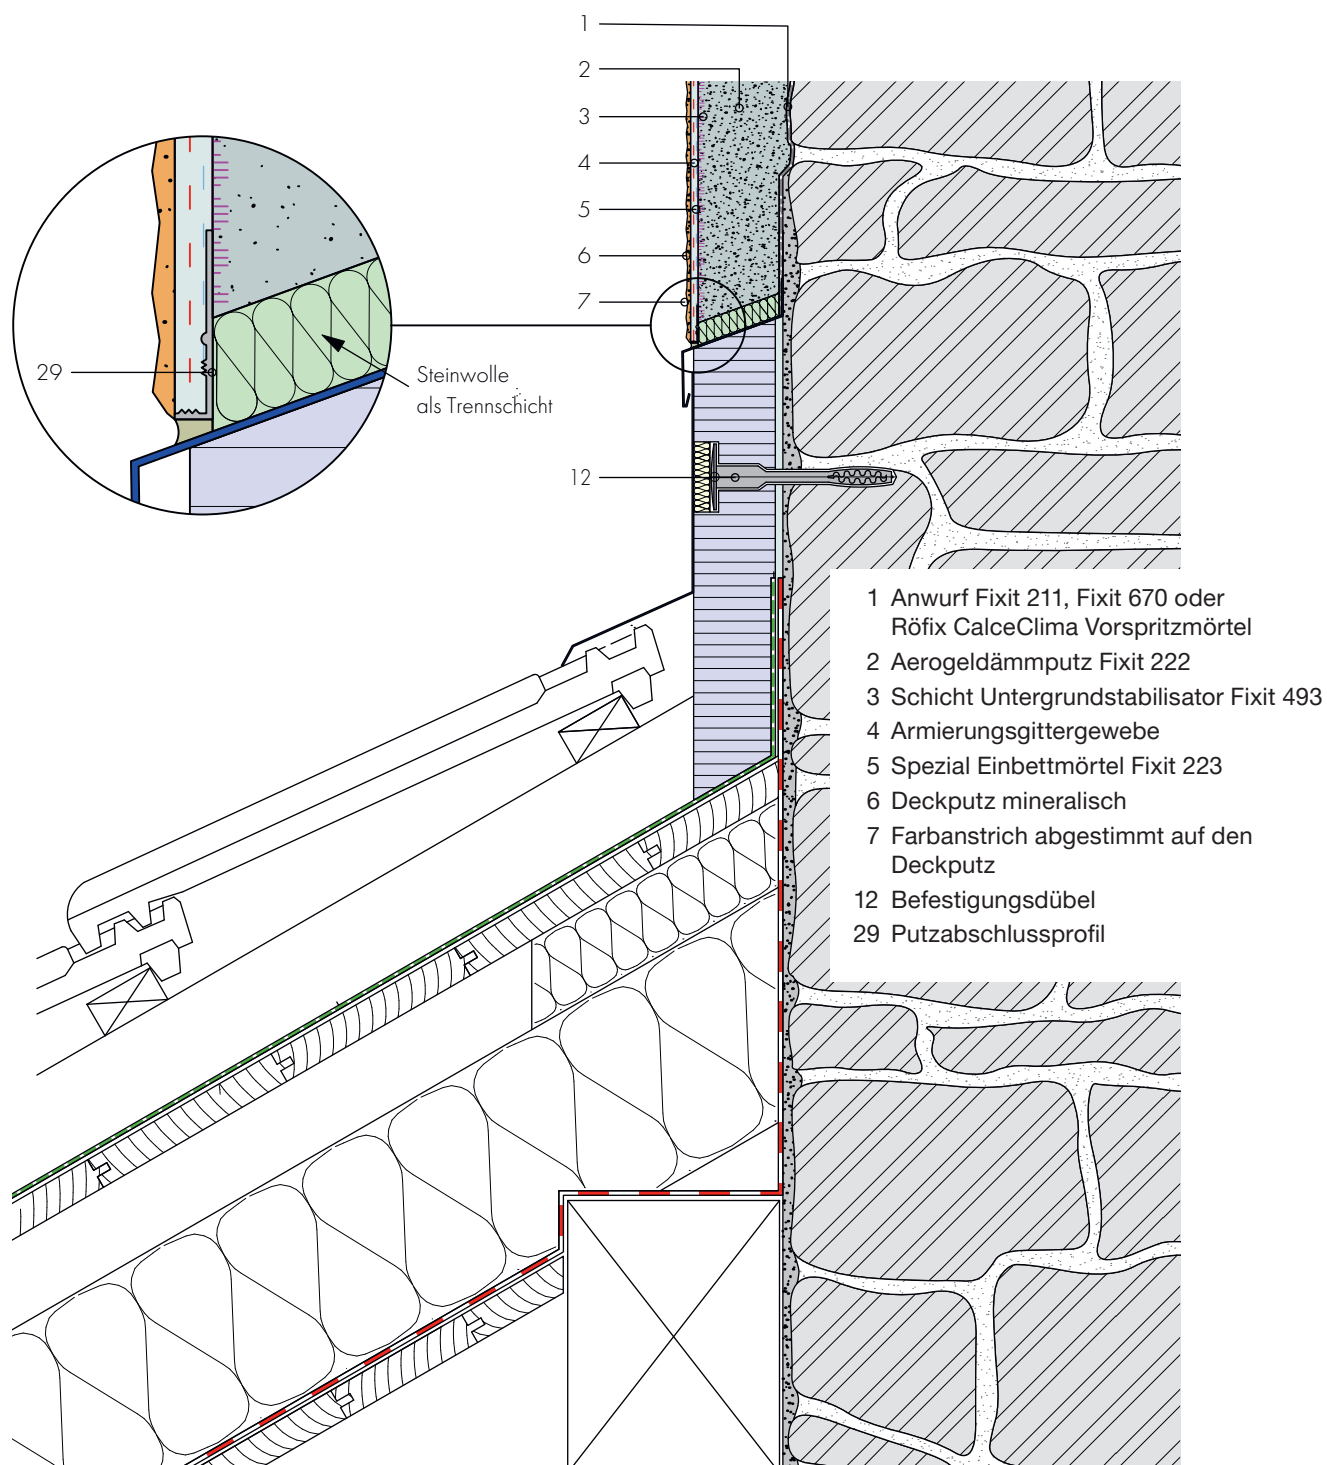 1
2
3
4
5
6
7
29
Steinwolle
als Trennschicht
12
1 Anwurf Fixit 211, Fixit 670 oder
Röfix CalceClima Vorspritzmörtel
2 Aerogeldämmputz Fixit 222
3 Schicht Untergrundstabilisator Fixit 493
4 Armierungsgittergewebe
5 Spezial Einbettmörtel Fixit 223
6 Deckputz mineralisch
7 Farbanstrich abgestimmt auf den
Deckputz
12 Befestigungsdübel
29 Putzabschlussprofil